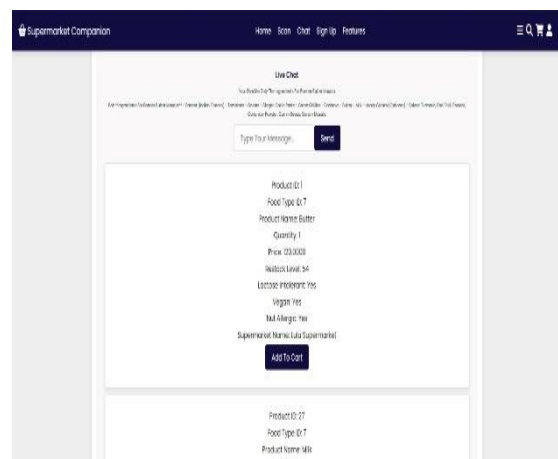 Supermarket Companion
Home Scan Chat Sign Up Features
Live Chat
Type Your Message..
Send
Product ID: 1
Food Type ID: 7
Product Name: Butter
Quantity: 1
Price: 120.0000
Restock Level: 54
Lactose Intolerant: Yes
Vegan: Yes
Nut Allergic: Yes
Supermarket Name: Lulu Supermarket
Add To Cart
Product ID: 27
Food Type ID: 7
Product Name: Milk